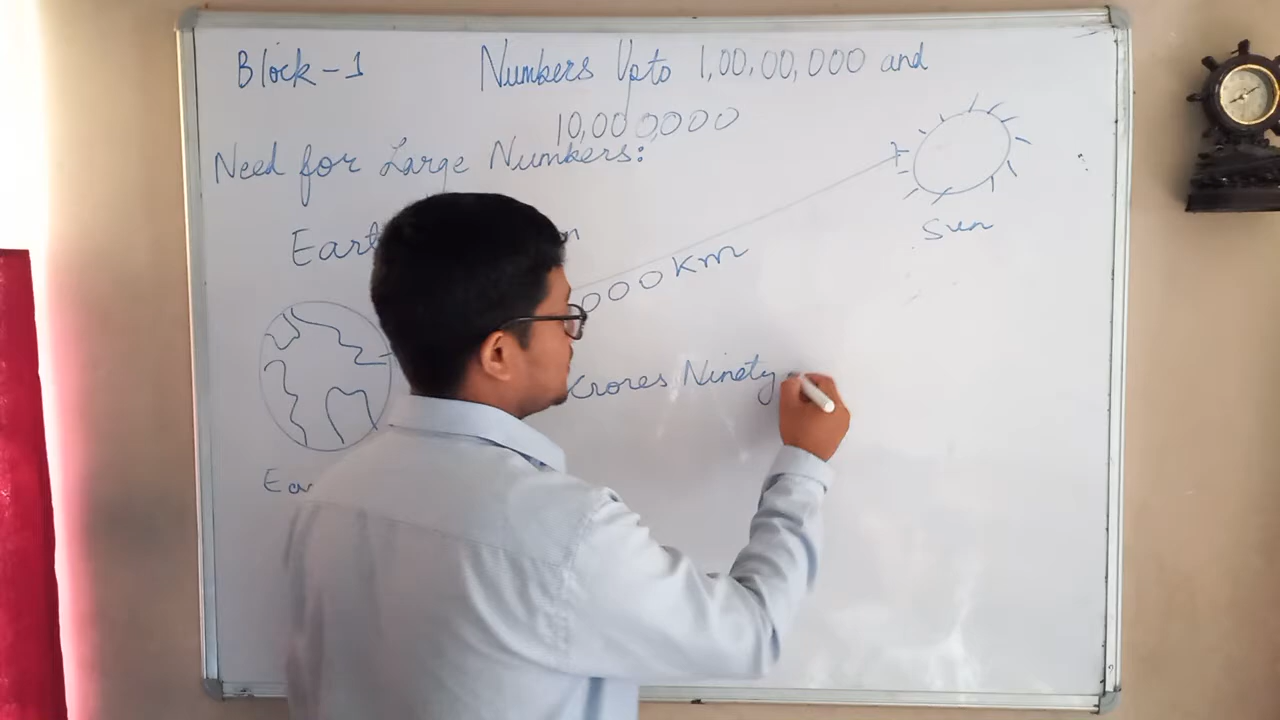 Block-1 Numbers Upto 1,00,00,000 and
10,000,000
Need for Large Numbers:
Sun
000 km
Crores Ninety